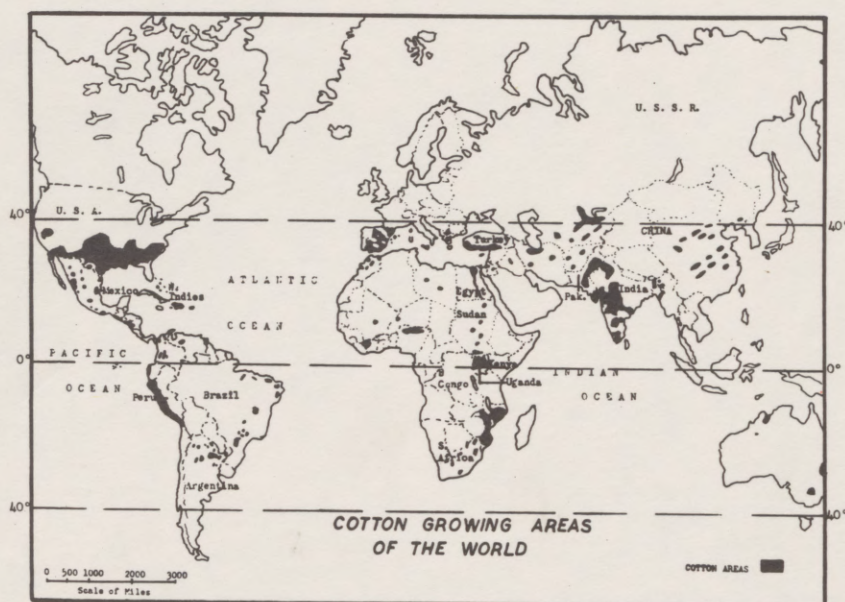 U. S. S. R.
U. S. A.
40°
40°
CHINA
Turkey
ATLANTIC
Mexico
Indies
Egypt
Pak.
India
Sudan
OCEAN
PACIFIC
0°
0°
Kenya
INDIAN
OCEAN
Congo
Uganda
OCEAN
Peru
Brazil
S.
Africa
Argentina
40°
40°
COTTON GROWING AREAS
OF THE WORLD
COTTON AREAS
0 500 1000 2000 3000
Scale of Miles